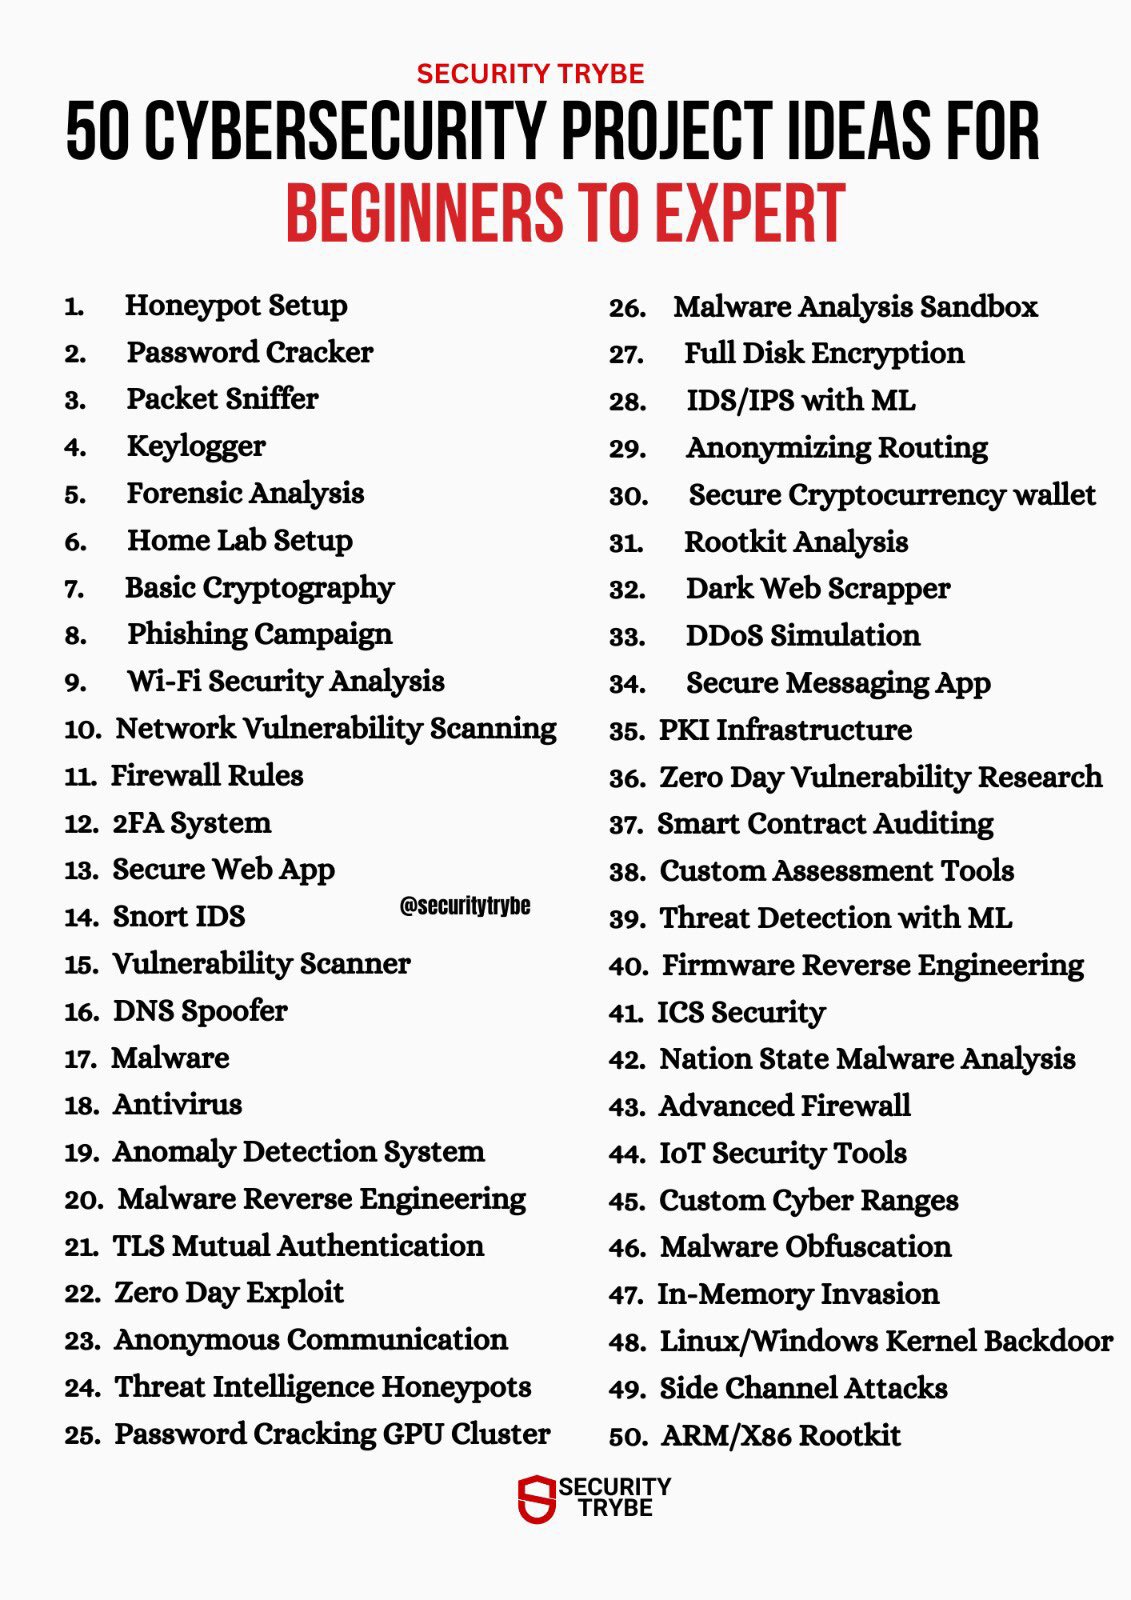 SECURITY TRYBE
50 CYBERSECURITY PROJECT IDEAS FOR
BEGINNERS TO EXPERT
1. Honeypot Setup
2. Password Cracker
3. Packet Sniffer
4. Keylogger
5. Forensic Analysis
6. Home Lab Setup
7. Basic Cryptography
8. Phishing Campaign
9. Wi-Fi Security Analysis
10. Network Vulnerability Scanning
11. Firewall Rules
12. 2FA System
13. Secure Web App
14. Snort IDS
15. Vulnerability Scanner
16. DNS Spoofer
17. Malware
18. Antivirus
19. Anomaly Detection System
20. Malware Reverse Engineering
21. TLS Mutual Authentication
22. Zero Day Exploit
23. Anonymous Communication
24. Threat Intelligence Honeypots
25. Password Cracking GPU Cluster
@securitytrybe
26. Malware Analysis Sandbox
27. Full Disk Encryption
28. IDS/IPS with ML
29. Anonymizing Routing
30. Secure Cryptocurrency wallet
31. Rootkit Analysis
32. Dark Web Scrapper
33. DDoS Simulation
34. Secure Messaging App
35. PKI Infrastructure
36. Zero Day Vulnerability Research
37. Smart Contract Auditing
38. Custom Assessment Tools
39. Threat Detection with ML
40. Firmware Reverse Engineering
41. ICS Security
42. Nation State Malware Analysis
43. Advanced Firewall
44. IoT Security Tools
45. Custom Cyber Ranges
46. Malware Obfuscation
47. In-Memory Invasion
48. Linux/Windows Kernel Backdoor
49. Side Channel Attacks
50. ARM/X86 Rootkit
SECURITY
TRYBE